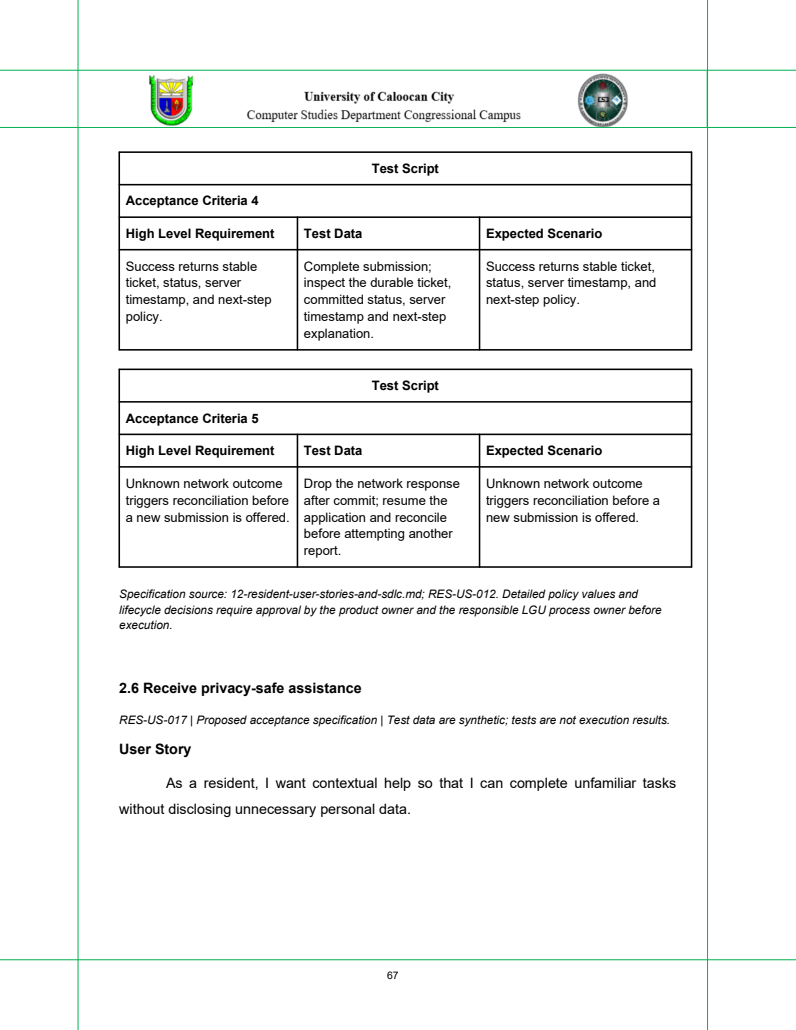 University of Caloocan City
Computer Studies Department Congressional Campus
Test Script
Acceptance Criteria 4
High Level Requirement
Test Data
Expected Scenario
Success returns stable
ticket, status, server
timestamp, and next-step
policy.
Complete submission;
inspect the durable ticket,
committed status, server
timestamp and next-step
explanation.
Success returns stable ticket,
status, server timestamp, and
next-step policy.
Test Script
Acceptance Criteria 5
High Level Requirement
Test Data
Expected Scenario
Unknown network outcome
triggers reconciliation before
a new submission is offered.
Drop the network response
after commit; resume the
application and reconcile
before attempting another
report.
Unknown network outcome
triggers reconciliation before a
new submission is offered.
Specification source: 12-resident-user-stories-and-sdlc.md; RES-US-012. Detailed policy values and
lifecycle decisions require approval by the product owner and the responsible LGU process owner before
execution.
2.6 Receive privacy-safe assistance
RES-US-017 | Proposed acceptance specification | Test data are synthetic; tests are not execution results.
User Story
As a resident, I want contextual help so that I can complete unfamiliar tasks
without disclosing unnecessary personal data.
67